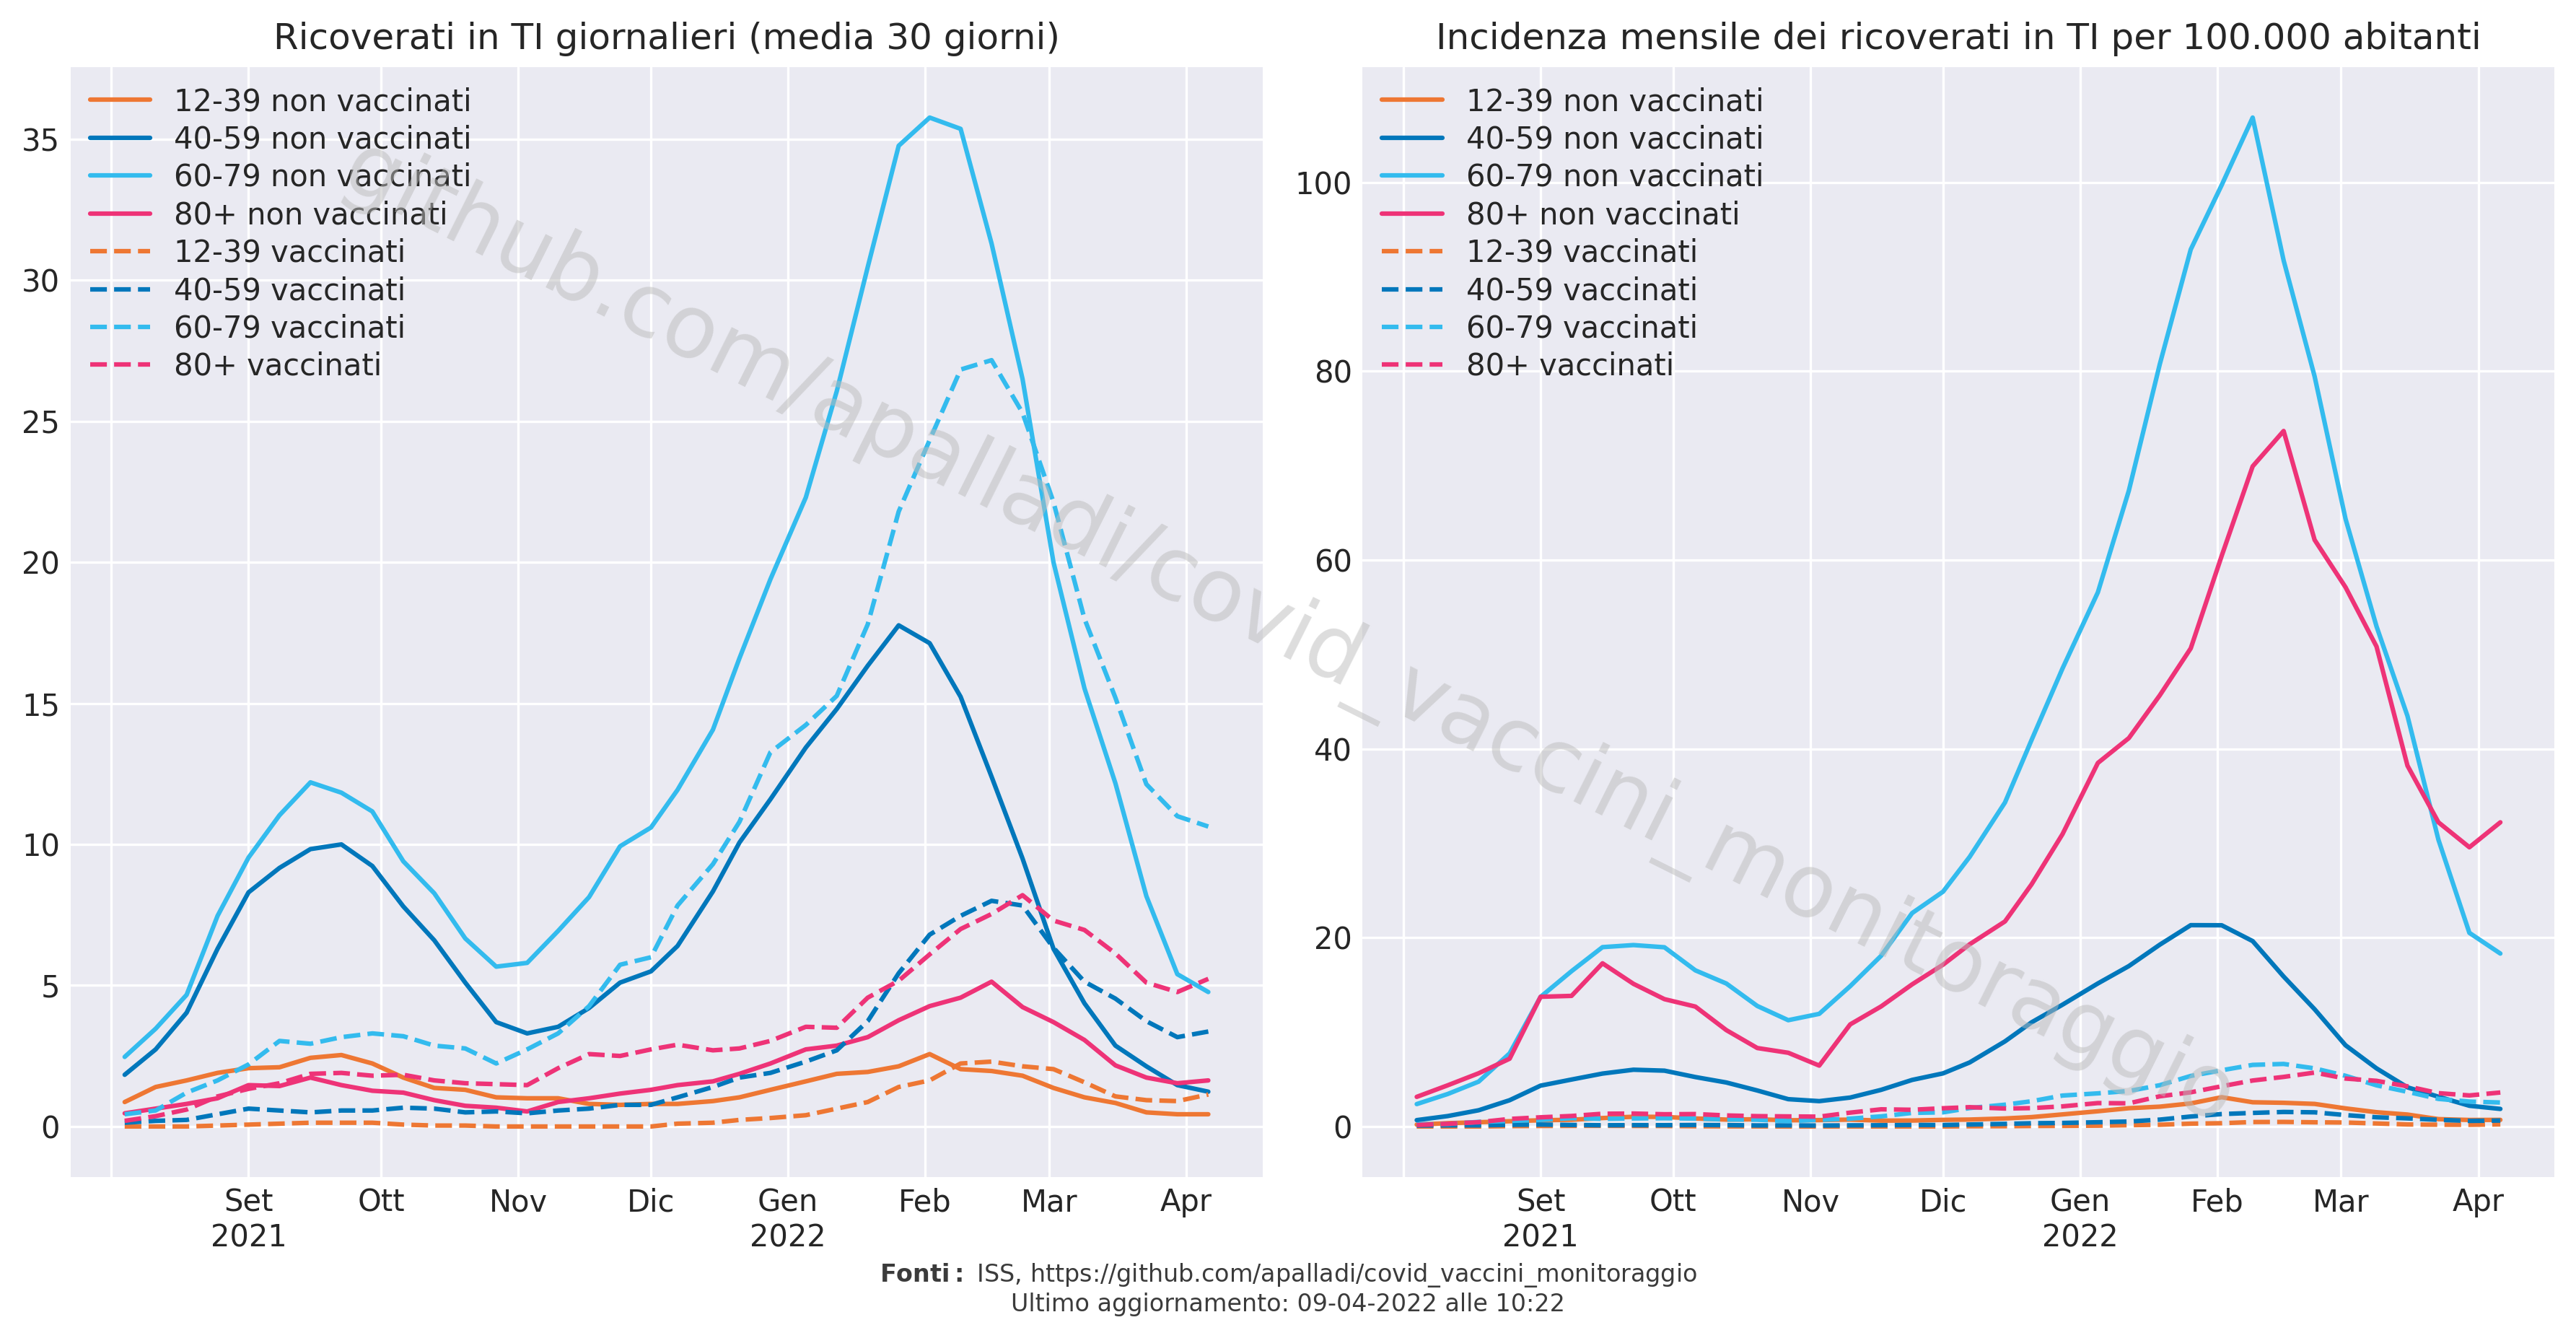 Ricoverati in TI giornalieri (media 30 giorni)
12-39 non vaccinati
40-59 non vaccinati
60-79 non vaccinati
80+ non vaccinati
12-39 vaccinati
40-59 vaccinati
60-79 vaccinati
80+ vaccinati
35
30
25
20
15
10
5
0
Set Ott Nov Dic Gen Feb Mar Apr
2021 2022
Incidenza mensile dei ricoverati in TI per 100.000 abitanti
12-39 non vaccinati
40-59 non vaccinati
60-79 non vaccinati
80+ non vaccinati
12-39 vaccinati
40-59 vaccinati
60-79 vaccinati
80+ vaccinati
100
80
60
40
20
0
Set Ott Nov Dic Gen Feb Mar Apr
2021 2022
github.com/apalladi/covid_vaccini_monitoraggio
Fonti: ISS, https://github.com/apalladi/covid_vaccini_monitoraggio
Ultimo aggiornamento: 09-04-2022 alle 10:22